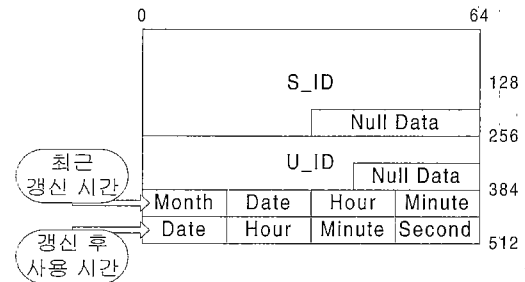 0 64
S_ID
128
Null Data
256
U_ID
Null Data
384
최근
갱신 시간
Month Date Hour Minute
Date Hour Minute Second
512
갱신 후
사용 시간